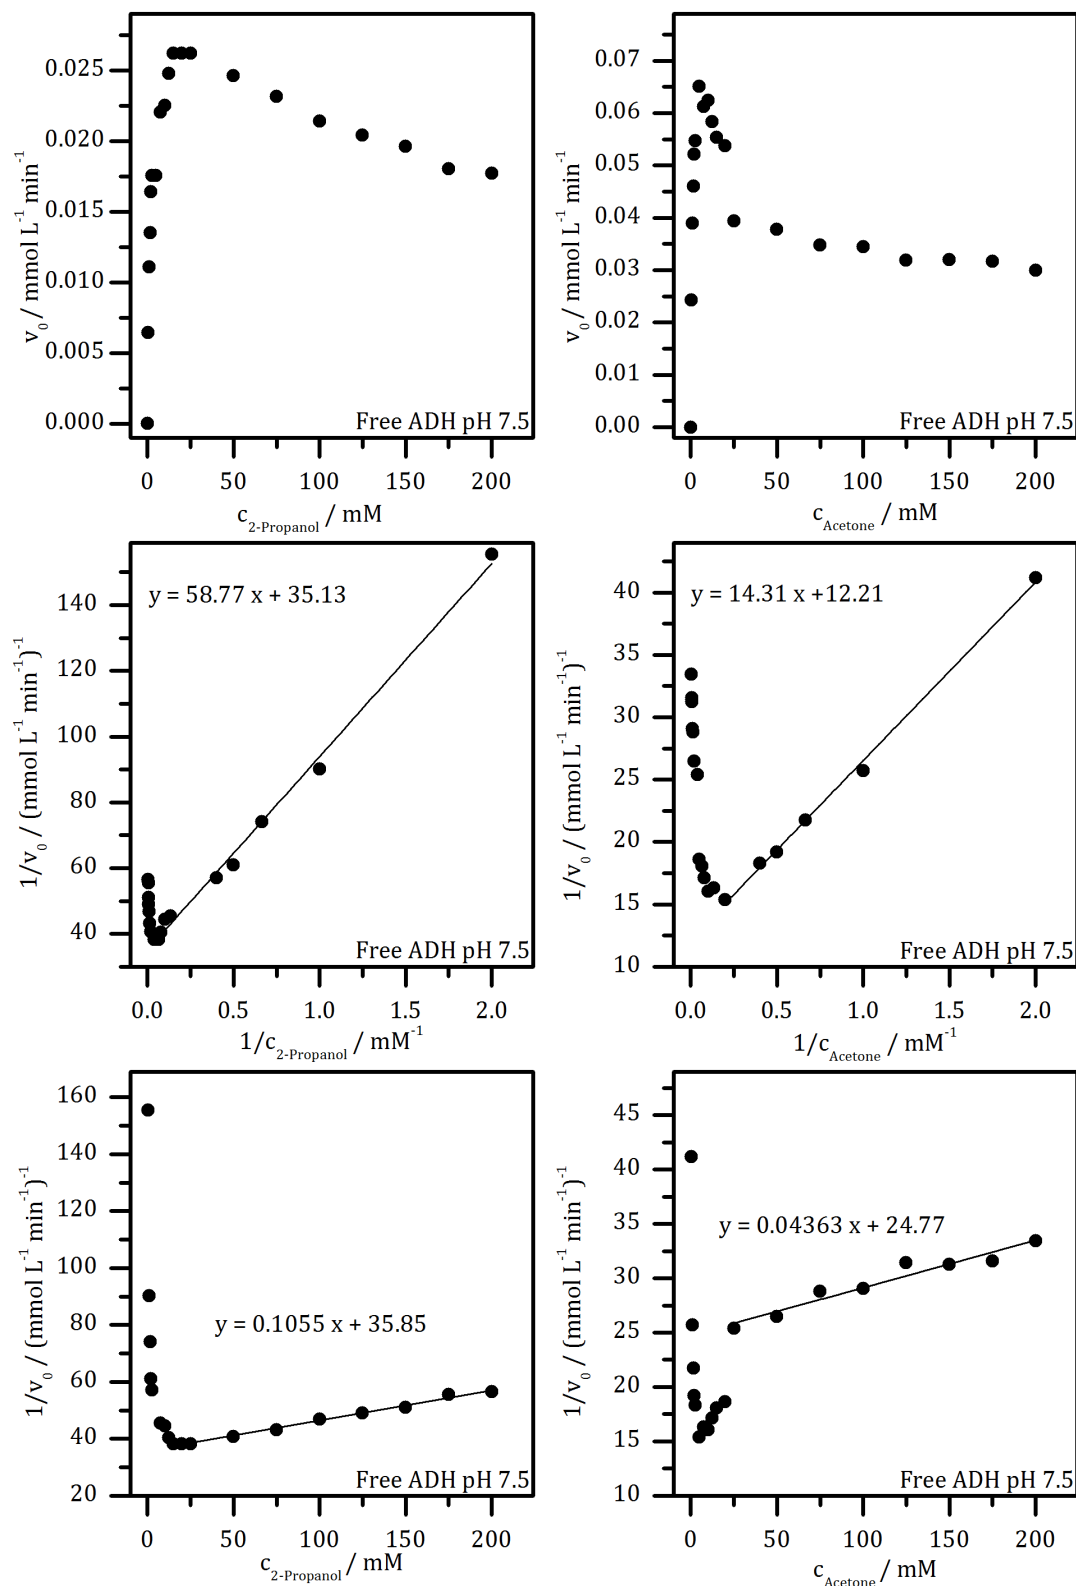 v₀ / mmol L⁻¹ min⁻¹
0.025
0.020
0.015
0.010
0.005
0.000
Free ADH pH 7.5
0 50 100 150 200
c₂₋Propanol / mM
v₀ / mmol L⁻¹ min⁻¹
0.07
0.06
0.05
0.04
0.03
0.02
0.01
0.00
Free ADH pH 7.5
0 50 100 150 200
c_Acetone / mM
1/v₀ / (mmol L⁻¹ min⁻¹)⁻¹
140
120
100
80
60
40
y = 58.77 x + 35.13
Free ADH pH 7.5
0.0 0.5 1.0 1.5 2.0
1/c₂₋Propanol / mM⁻¹
1/v₀ / (mmol L⁻¹ min⁻¹)⁻¹
40
35
30
25
20
15
10
y = 14.31 x +12.21
Free ADH pH 7.5
0.0 0.5 1.0 1.5 2.0
1/c_Acetone / mM⁻¹
1/v₀ / (mmol L⁻¹ min⁻¹)⁻¹
160
140
120
100
80
60
40
20
y = 0.1055 x + 35.85
Free ADH pH 7.5
0 50 100 150 200
c₂₋Propanol / mM
1/v₀ / (mmol L⁻¹ min⁻¹)⁻¹
45
40
35
30
25
20
15
10
y = 0.04363 x + 24.77
Free ADH pH 7.5
0 50 100 150 200
c_Acetone / mM